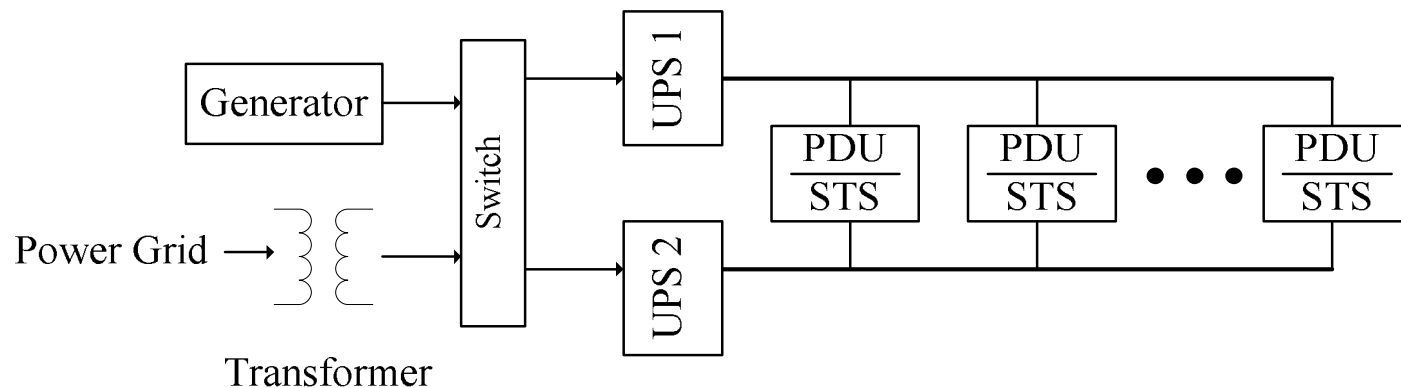 Generator
Power Grid
Transformer
Switch
UPS 1
UPS 2
PDU
STS
PDU
STS
PDU
STS